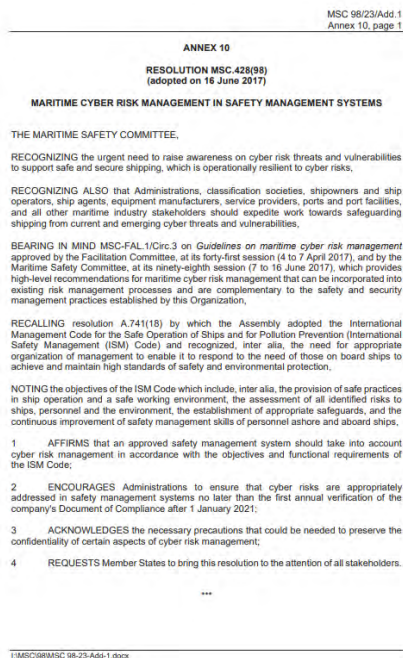 MSC 98/23/Add.1
Annex 10, page 1
ANNEX 10
RESOLUTION MSC.428(98)
(adopted on 16 June 2017)
MARITIME CYBER RISK MANAGEMENT IN SAFETY MANAGEMENT SYSTEMS
THE MARITIME SAFETY COMMITTEE,
RECOGNIZING the urgent need to raise awareness on cyber risk threats and vulnerabilities
to support safe and secure shipping, which is operationally resilient to cyber risks,
RECOGNIZING ALSO that Administrations, classification societies, shipowners and ship
operators, ship agents, equipment manufacturers, service providers, ports and port facilities,
and all other maritime industry stakeholders should expedite work towards safeguarding
shipping from current and emerging cyber threats and vulnerabilities,
BEARING IN MIND MSC-FAL.1/Circ.3 on Guidelines on maritime cyber risk management
approved by the Facilitation Committee, at its forty-first session (4 to 7 April 2017), and by the
Maritime Safety Committee, at its ninety-eighth session (7 to 16 June 2017), which provides
high-level recommendations for maritime cyber risk management that can be incorporated into
existing risk management processes and are complementary to the safety and security
management practices established by this Organization,
RECALLING resolution A.741(18) by which the Assembly adopted the International
Management Code for the Safe Operation of Ships and for Pollution Prevention (International
Safety Management (ISM) Code) and recognized, inter alia, the need for appropriate
organization of management to enable it to respond to the need of those on board ships to
achieve and maintain high standards of safety and environmental protection,
NOTING the objectives of the ISM Code which include, inter alia, the provision of safe practices
in ship operation and a safe working environment, the assessment of all identified risks to
ships, personnel and the environment, the establishment of appropriate safeguards, and the
continuous improvement of safety management skills of personnel ashore and aboard ships,
1 AFFIRMS that an approved safety management system should take into account
cyber risk management in accordance with the objectives and functional requirements of
the ISM Code;
2 ENCOURAGES Administrations to ensure that cyber risks are appropriately
addressed in safety management systems no later than the first annual verification of the
company's Document of Compliance after 1 January 2021;
3 ACKNOWLEDGES the necessary precautions that could be needed to preserve the
confidentiality of certain aspects of cyber risk management;
4 REQUESTS Member States to bring this resolution to the attention of all stakeholders.
***
I:\MSC\98\MSC 98-23-Add-1.docx